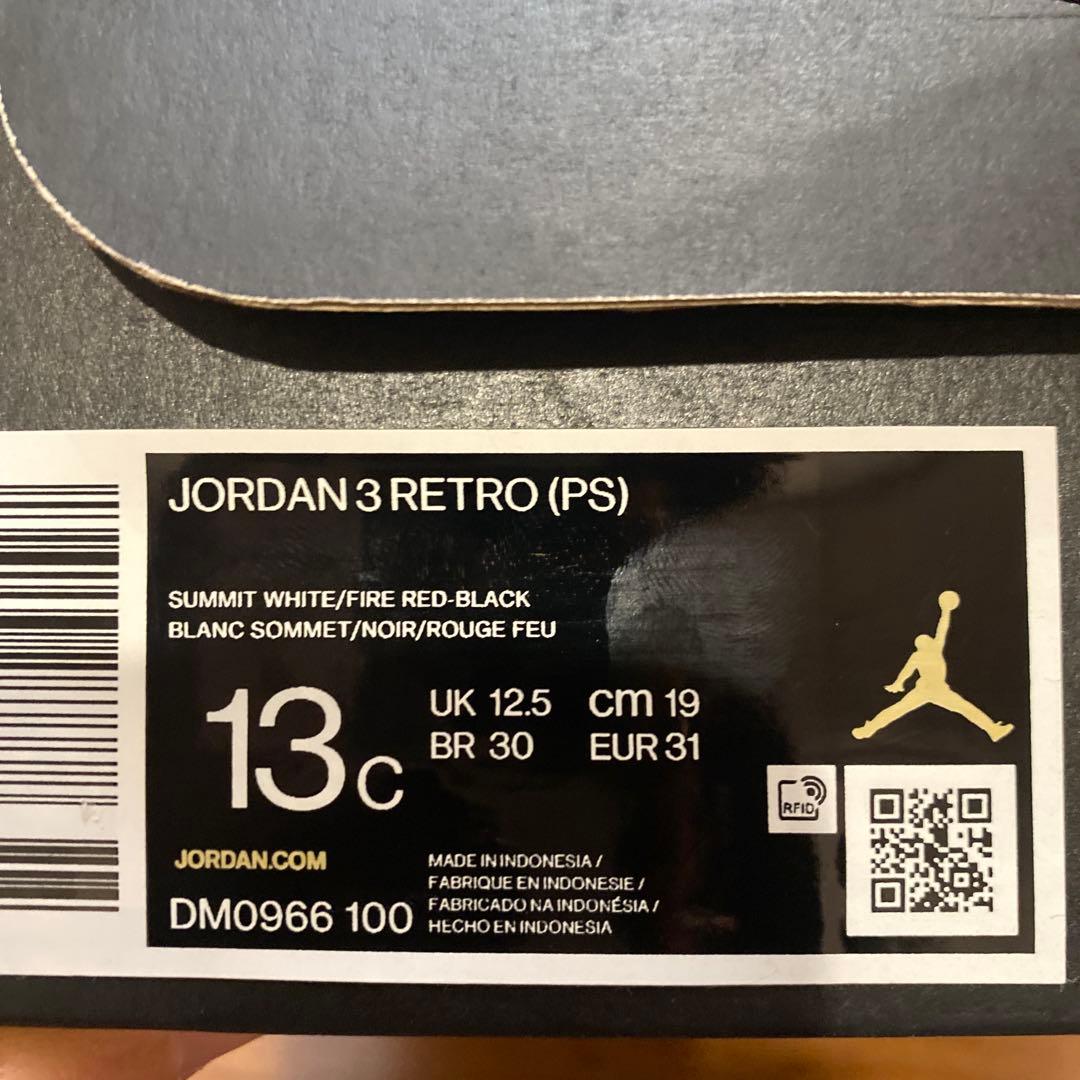 JORDAN 3 RETRO (PS)
SUMMIT WHITE/FIRE RED-BLACK
BLANC SOMMET/NOIR/ROUGE FEU
13C
UK 12.5 cm 19
BR 30 EUR 31
RFID
JORDAN.COM
DM0966 100
MADE IN INDONESIA /
FABRIQUE EN INDONESIE /
FABRICADO NA INDONÉSIA /
HECHO EN INDONESIA